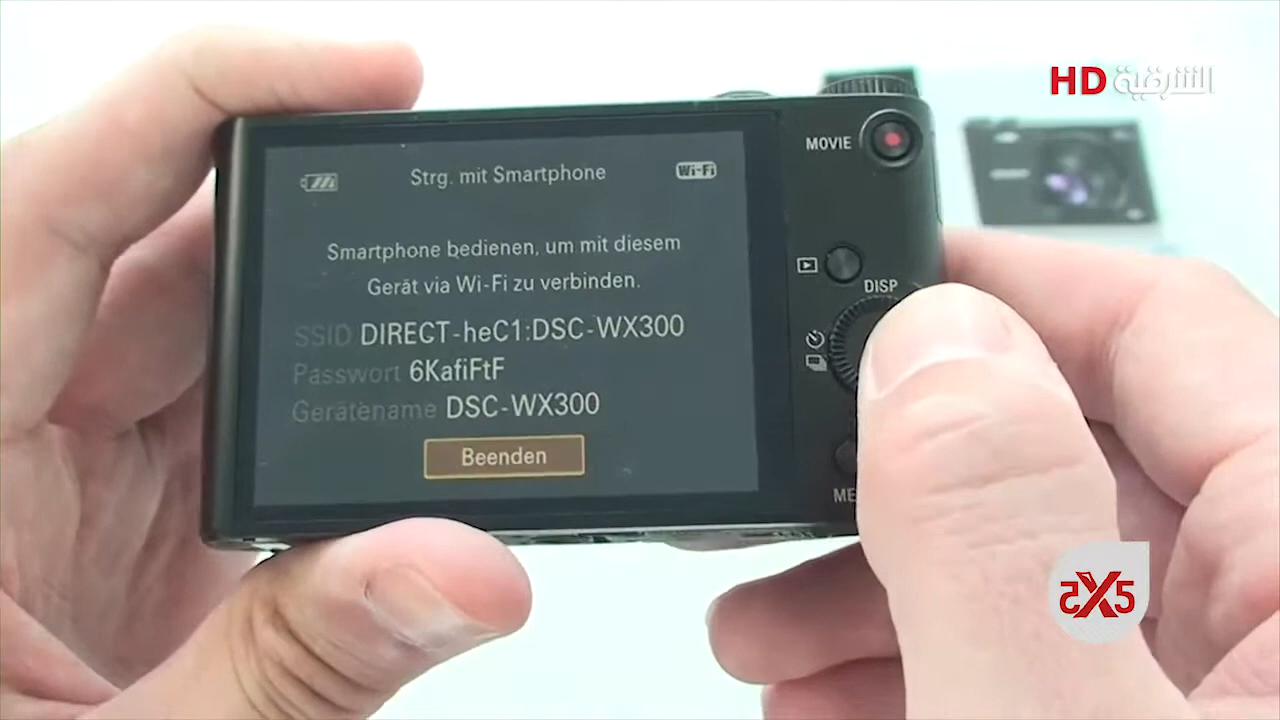 HD الشرقية
MOVIE
Strg. mit Smartphone
Wi-Fi
Smartphone bedienen, um mit diesem
Gerät via Wi-Fi zu verbinden.
DISP
SSID DIRECT-heC1:DSC-WX300
Passwort 6KafiFtF
Gerätename DSC-WX300
Beenden
ME
5X5